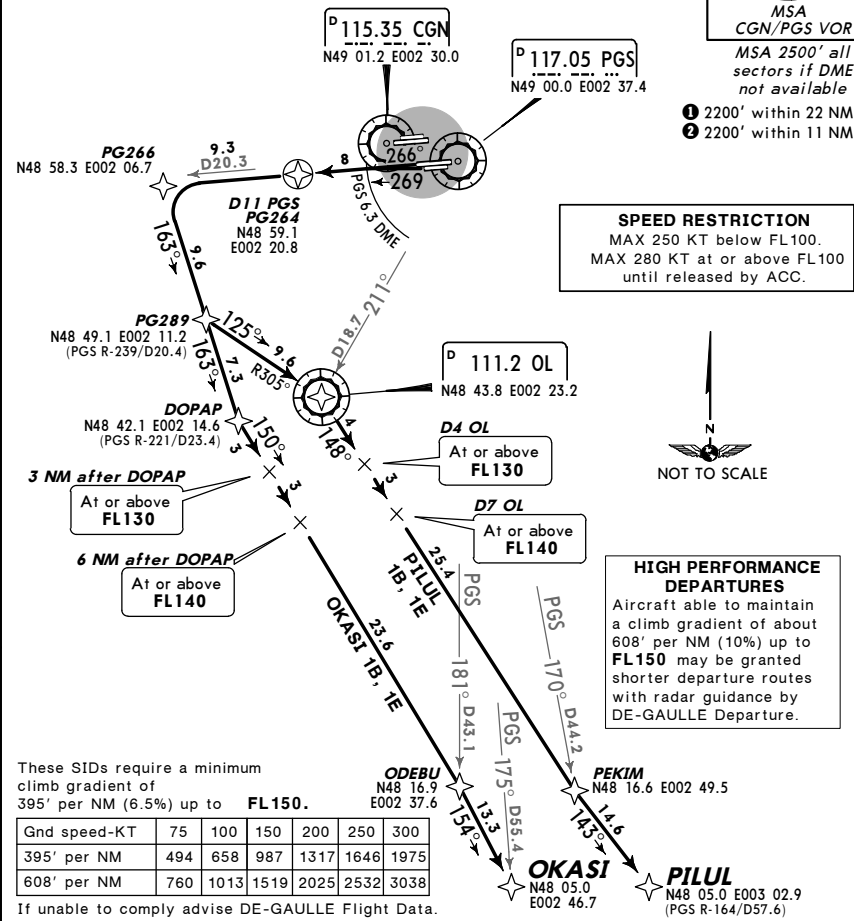 D 115.35 CGN
N49 01.2 E002 30.0
D 117.05 PGS
N49 00.0 E002 37.4
MSA
CGN/PGS VOR
MSA 2500' all
sectors if DME
not available
❶ 2200' within 22 NM
❷ 2200' within 11 NM
PG266
N48 58.3 E002 06.7
9.3
D20.3
8
266°
269
D11 PGS
PG264
N48 59.1
E002 20.8
PGS 6.3 DME
163°
9.6
SPEED RESTRICTION
MAX 250 KT below FL100.
MAX 280 KT at or above FL100
until released by ACC.
211°
D18.7
PG289
N48 49.1 E002 11.2
(PGS R-239/D20.4)
125°
9.6
R305°
163°
7.3
D 111.2 OL
N48 43.8 E002 23.2
DOPAP
N48 42.1 E002 14.6
(PGS R-221/D23.4)
3
150°
4
148°
D4 OL
At or above
FL130
N
NOT TO SCALE
3 NM after DOPAP
At or above
FL130
3
3
D7 OL
At or above
FL140
6 NM after DOPAP
At or above
FL140
25.4
PILUL
1B, 1E
23.6
OKASI 1B, 1E
PGS
181° D43.1
PGS
170° D44.2
PGS
175° D55.4
HIGH PERFORMANCE
DEPARTURES
Aircraft able to maintain
a climb gradient of about
608' per NM (10%) up to
FL150 may be granted
shorter departure routes
with radar guidance by
DE-GAULLE Departure.
ODEBU
N48 16.9
E002 37.6
13.3
154°
PEKIM
N48 16.6 E002 49.5
14.6
143°
OKASI
N48 05.0
E002 46.7
PILUL
N48 05.0 E003 02.9
(PGS R-164/D57.6)
These SIDs require a minimum
climb gradient of
395' per NM (6.5%) up to FL150.
Gnd speed-KT 75 100 150 200 250 300
395' per NM 494 658 987 1317 1646 1975
608' per NM 760 1013 1519 2025 2532 3038
If unable to comply advise DE-GAULLE Flight Data.